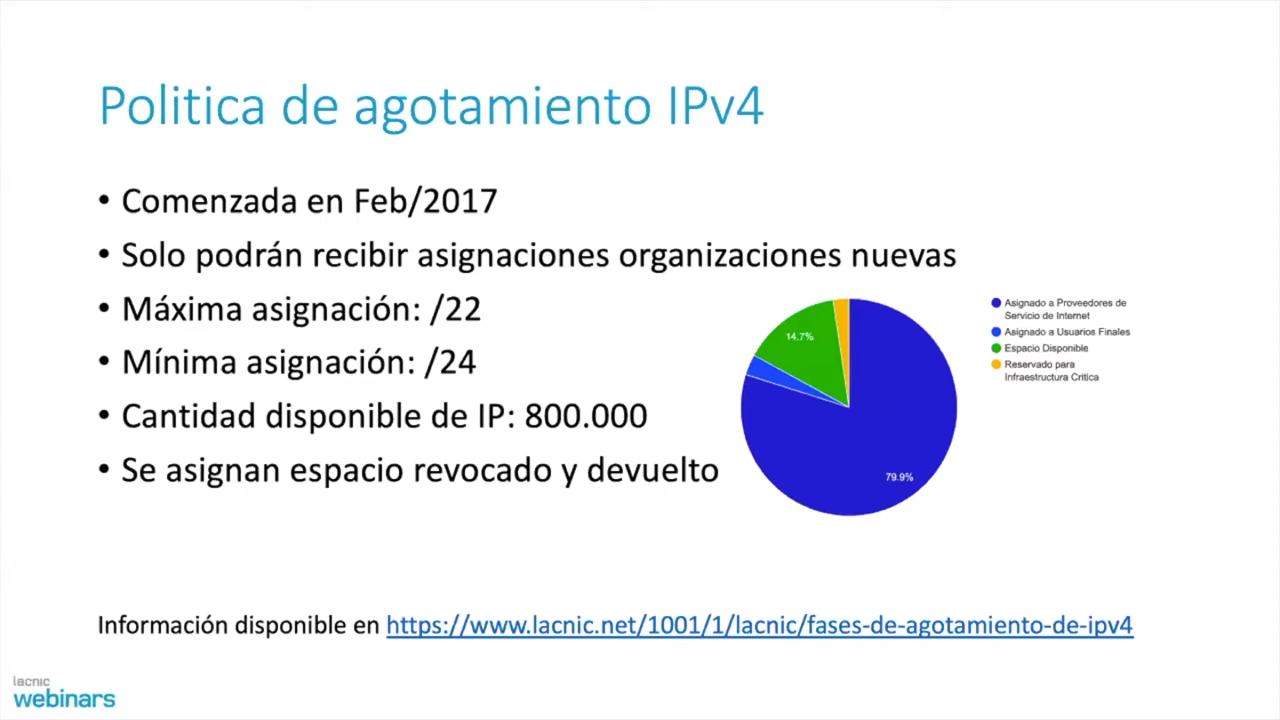 Politica de agotamiento IPv4
• Comenzada en Feb/2017
• Solo podrán recibir asignaciones organizaciones nuevas
• Máxima asignación: /22
• Mínima asignación: /24
• Cantidad disponible de IP: 800.000
• Se asignan espacio revocado y devuelto
14.7%
79.9%
Asignado a Proveedores de
Servicio de Internet
Asignado a Usuarios Finales
Espacio Disponible
Reservado para
Infraestructura Critica
Información disponible en https://www.lacnic.net/1001/1/lacnic/fases-de-agotamiento-de-ipv4
lacnic
webinars